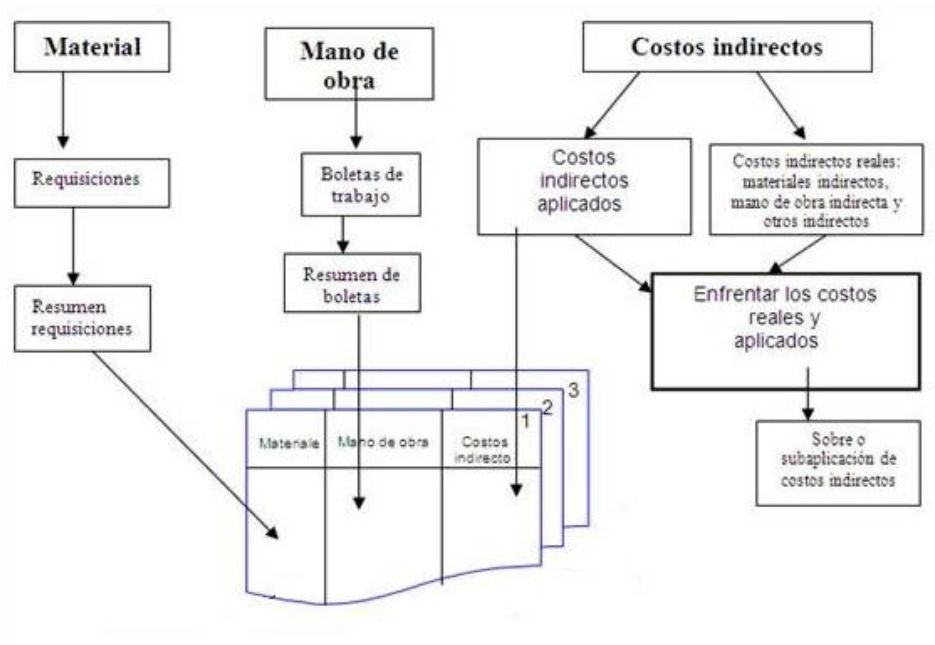 Material
Mano de
obra
Costos indirectos
Requisiciones
Resumen
requisiciones
Boletas de
trabajo
Resumen de
boletas
Costos
indirectos
aplicados
Costos indirectos reales:
materiales indirectos,
mano de obra indirecta y
otros indirectos
Enfrentar los costos
reales y
aplicados
Sobre o
subaplicación de
costos indirectos
3
2
1
Materiale
Mano de obra
Costos
indirecto